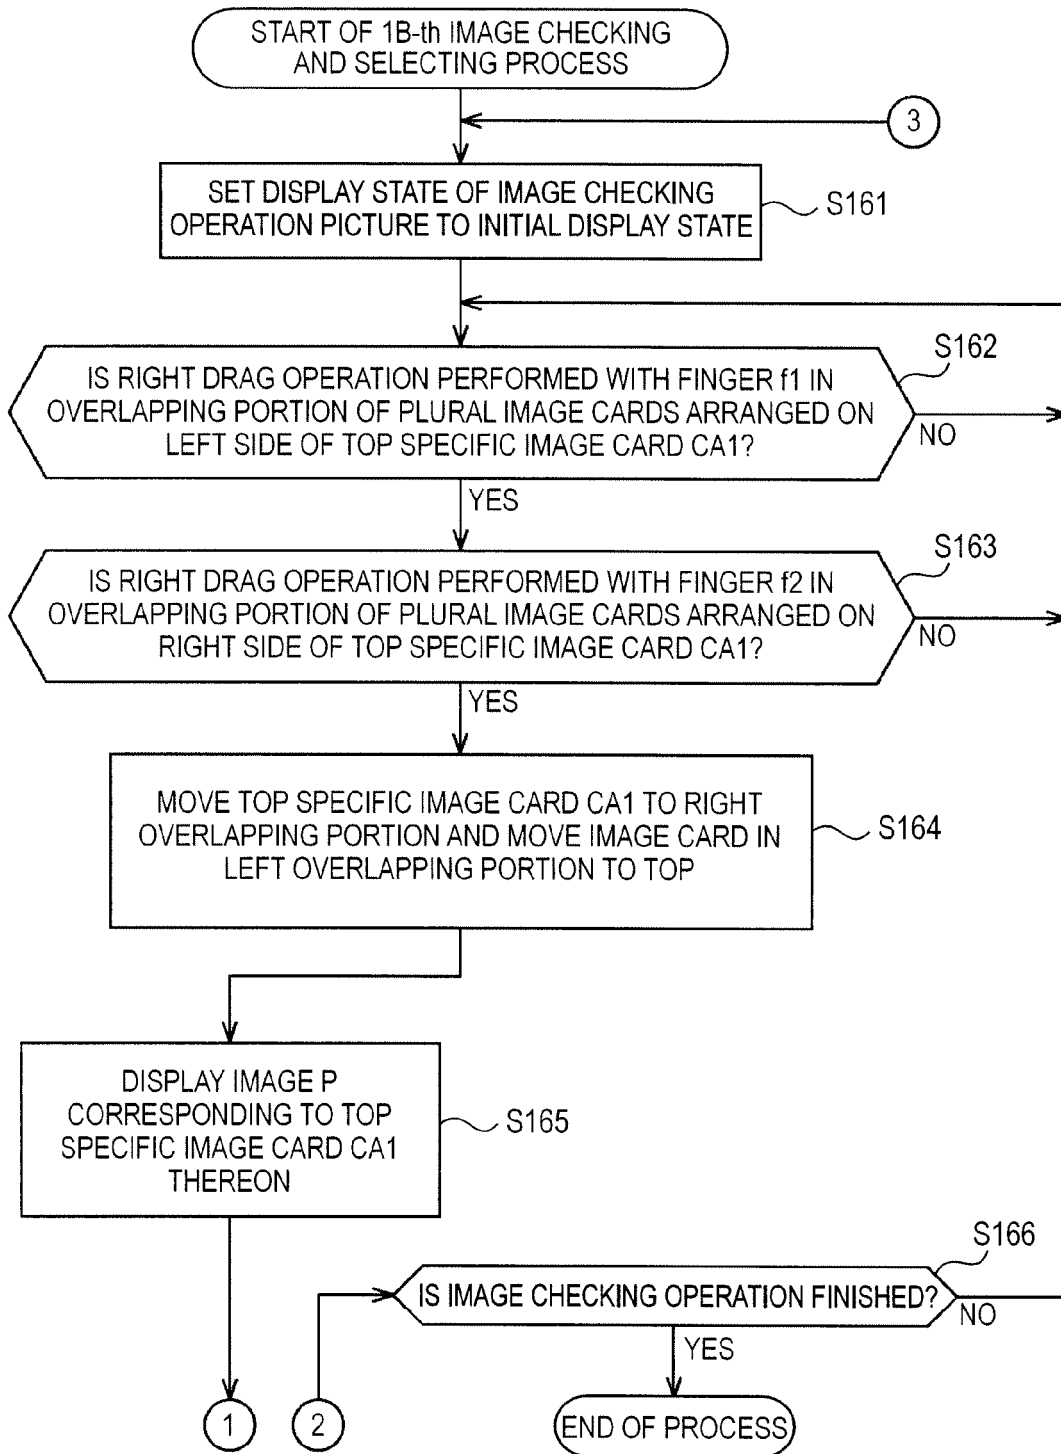 START OF 1B-th IMAGE CHECKING
AND SELECTING PROCESS
3
SET DISPLAY STATE OF IMAGE CHECKING
OPERATION PICTURE TO INITIAL DISPLAY STATE
S161
S162
IS RIGHT DRAG OPERATION PERFORMED WITH FINGER f1 IN
OVERLAPPING PORTION OF PLURAL IMAGE CARDS ARRANGED ON
LEFT SIDE OF TOP SPECIFIC IMAGE CARD CA1?
NO
YES
S163
IS RIGHT DRAG OPERATION PERFORMED WITH FINGER f2 IN
OVERLAPPING PORTION OF PLURAL IMAGE CARDS ARRANGED ON
RIGHT SIDE OF TOP SPECIFIC IMAGE CARD CA1?
NO
YES
MOVE TOP SPECIFIC IMAGE CARD CA1 TO RIGHT
OVERLAPPING PORTION AND MOVE IMAGE CARD IN
LEFT OVERLAPPING PORTION TO TOP
S164
DISPLAY IMAGE P
CORRESPONDING TO TOP
SPECIFIC IMAGE CARD CA1
THEREON
S165
S166
IS IMAGE CHECKING OPERATION FINISHED?
NO
YES
1
2
END OF PROCESS